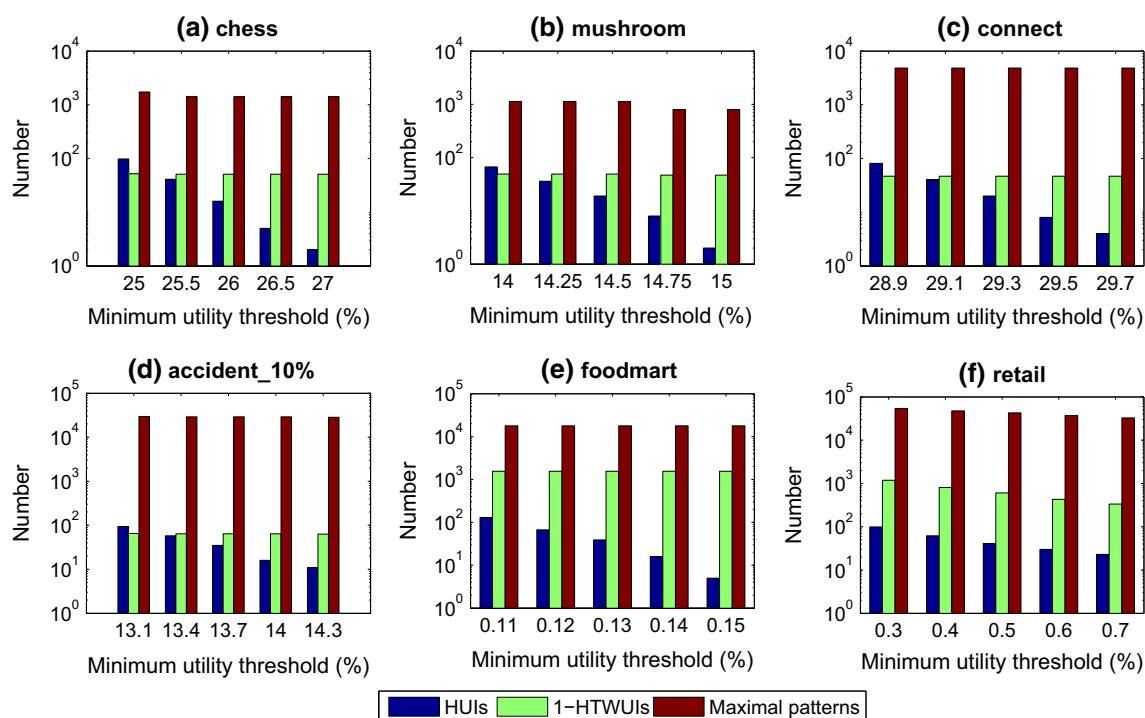 (a) chess
Number
10^4
10^3
10^2
10^0
25 25.5 26 26.5 27
Minimum utility threshold (%)
(b) mushroom
Number
10^4
10^3
10^2
10^0
14 14.25 14.5 14.75 15
Minimum utility threshold (%)
(c) connect
Number
10^4
10^2
10^0
28.9 29.1 29.3 29.5 29.7
Minimum utility threshold (%)
(d) accident_10%
Number
10^5
10^4
10^3
10^2
10^1
10^0
13.1 13.4 13.7 14 14.3
Minimum utility threshold (%)
(e) foodmart
Number
10^5
10^4
10^3
10^2
10^1
10^0
0.11 0.12 0.13 0.14 0.15
Minimum utility threshold (%)
(f) retail
Number
10^5
10^4
10^3
10^2
10^1
10^0
0.3 0.4 0.5 0.6 0.7
Minimum utility threshold (%)
HUIs 1−HTWUIs Maximal patterns